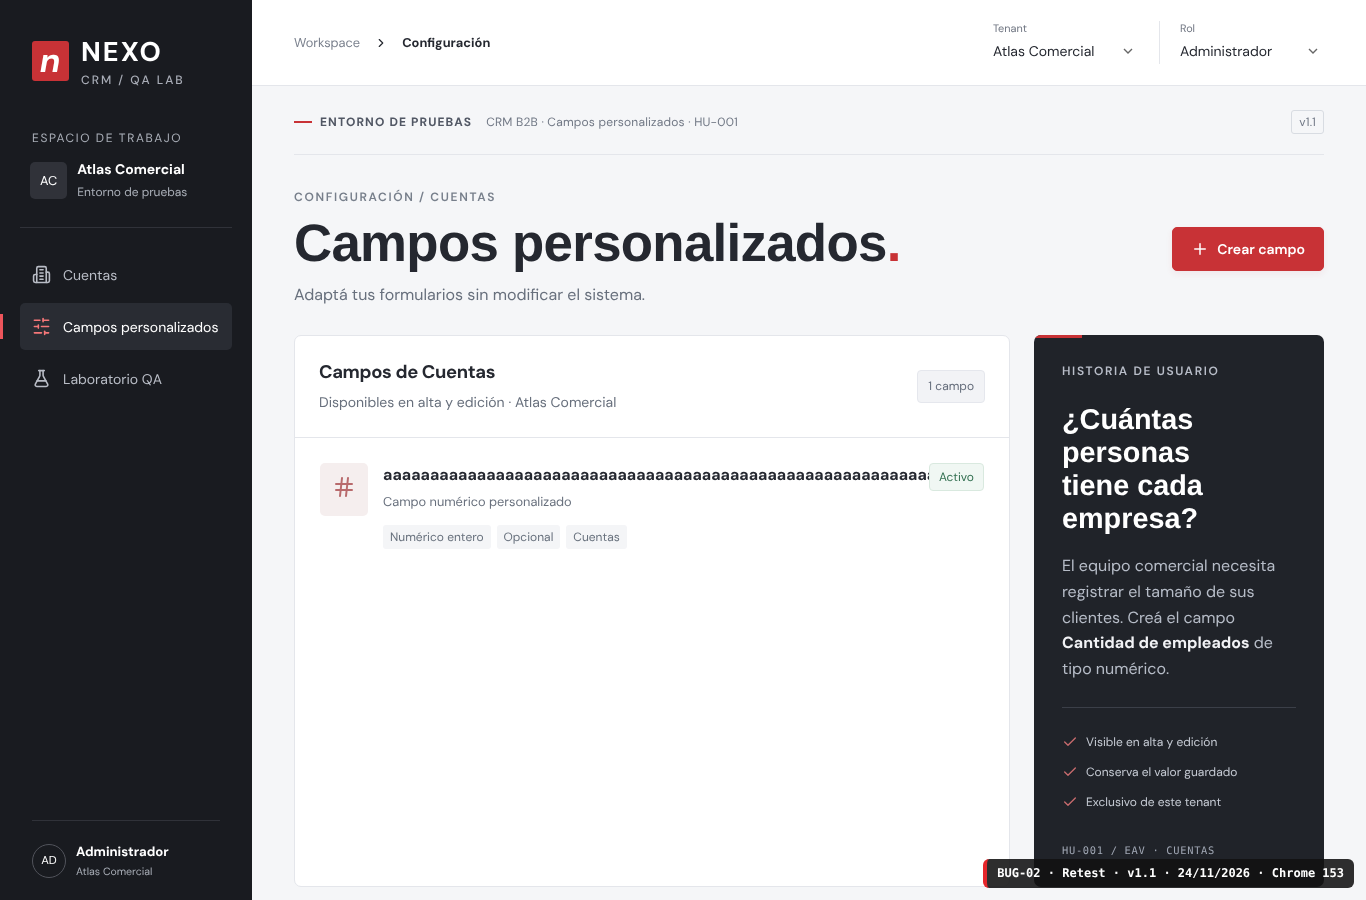 n NEXO
CRM / QA LAB
ESPACIO DE TRABAJO
AC Atlas Comercial
Entorno de pruebas
Cuentas
Campos personalizados
Laboratorio QA
AD Administrador
Atlas Comercial
Workspace > Configuración
Tenant
Atlas Comercial
Rol
Administrador
ENTORNO DE PRUEBAS CRM B2B · Campos personalizados · HU-001 v1.1
CONFIGURACIÓN / CUENTAS
Campos personalizados.
Adaptá tus formularios sin modificar el sistema.
+ Crear campo
Campos de Cuentas
Disponibles en alta y edición · Atlas Comercial
1 campo
# Activo
Campo numérico personalizado
Numérico entero Opcional Cuentas
HISTORIA DE USUARIO
¿Cuántas
personas
tiene cada
empresa?
El equipo comercial necesita
registrar el tamaño de sus
clientes. Creá el campo
Cantidad de empleados de
tipo numérico.
Visible en alta y edición
Conserva el valor guardado
Exclusivo de este tenant
HU-001 / EAV · CUENTAS
BUG-02 · Retest · v1.1 · 24/11/2026 · Chrome 153